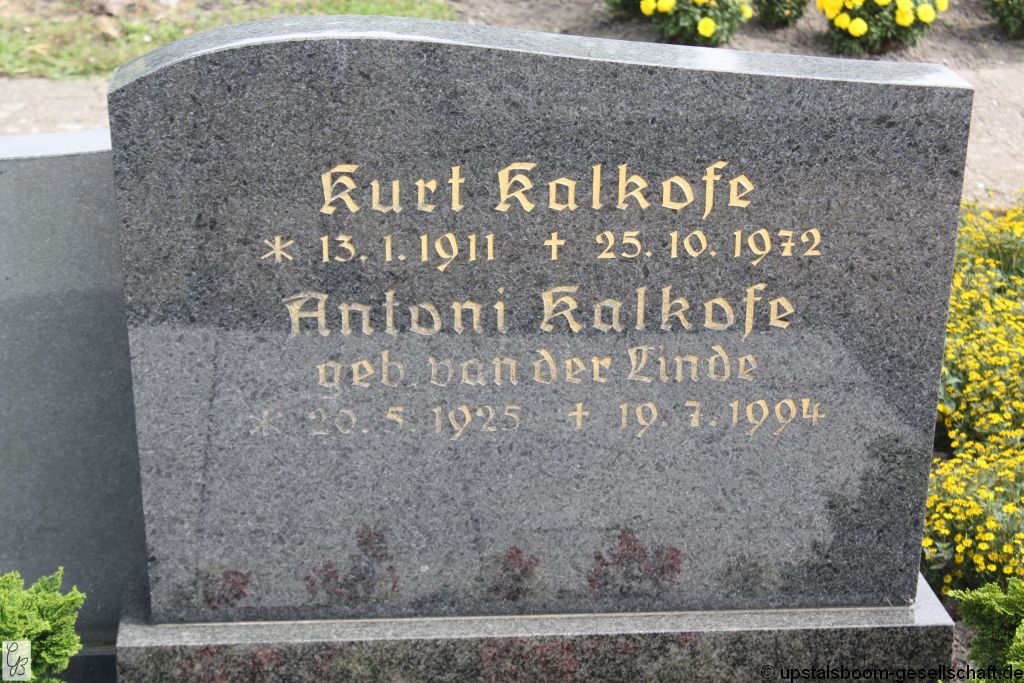 Kurt Kalkofe
* 13. 1. 1911 † 25. 10. 1972
Antoni Kalkofe
geb. van der Linde
* 20. 5. 1925 † 19. 7. 1994
GB
© upstalsboom-gesellschaft.de